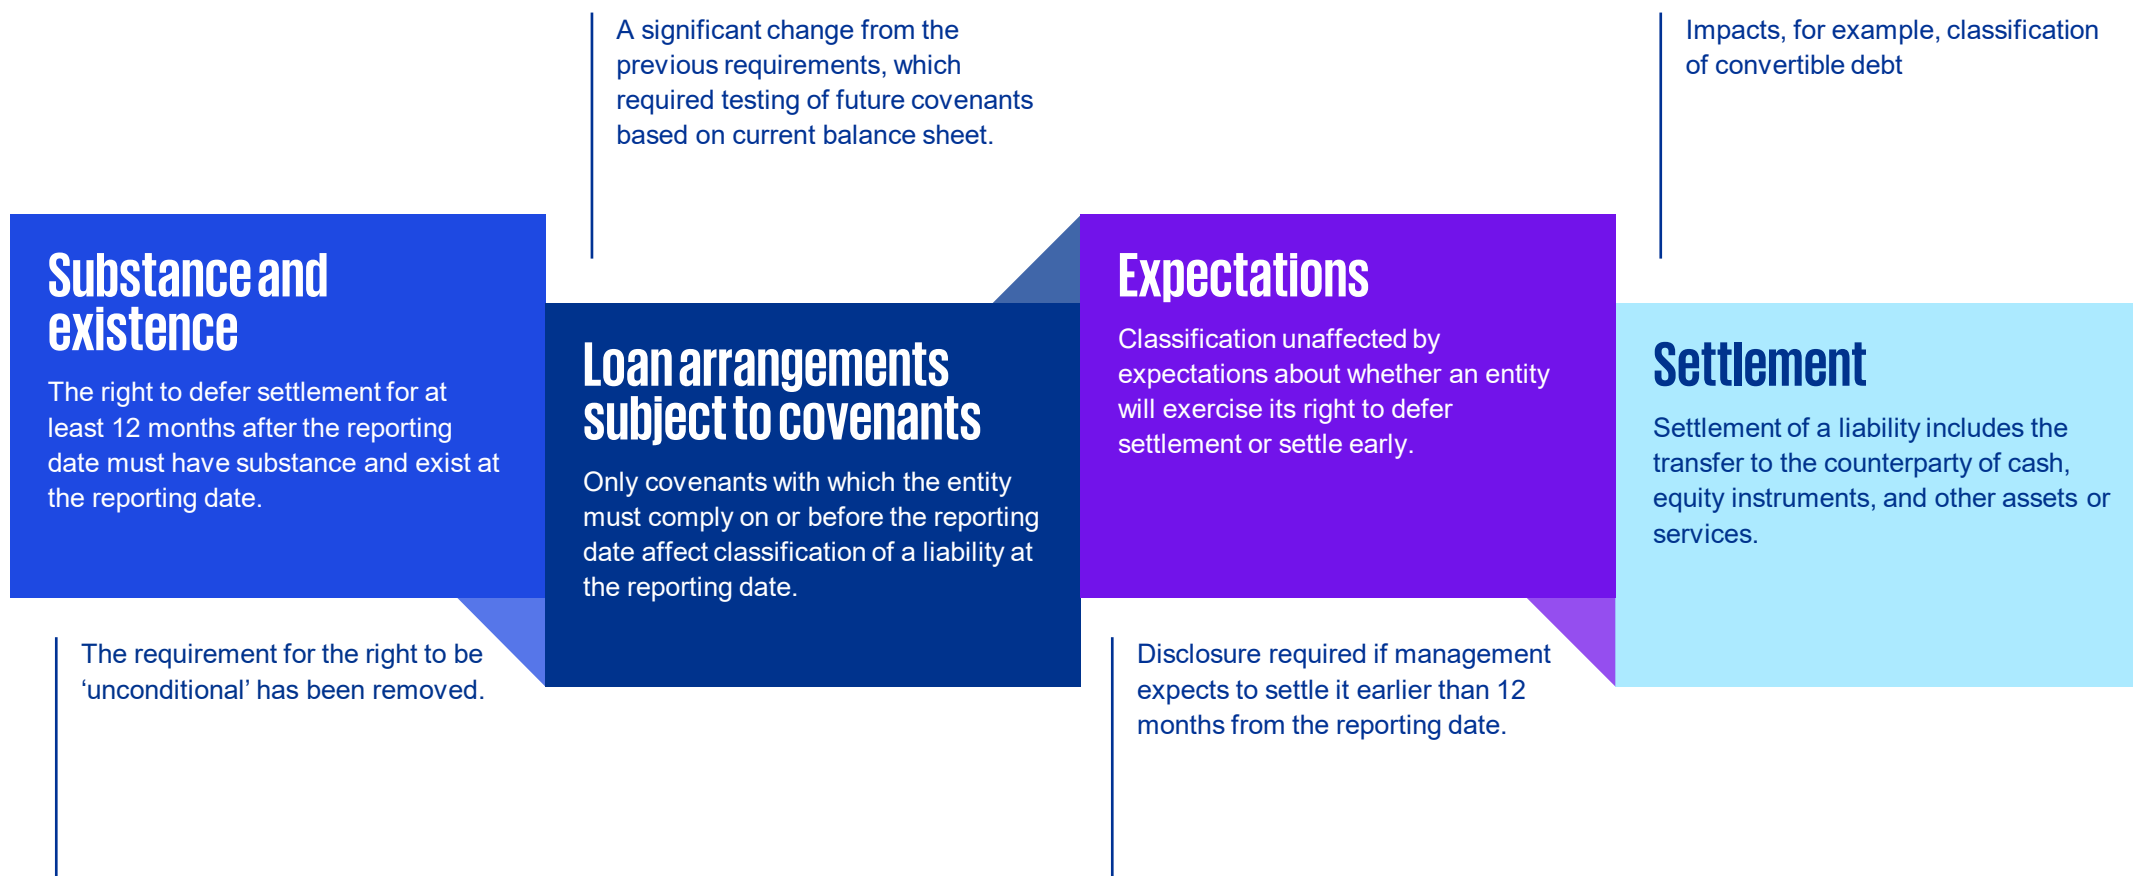 Substance and
existence
The right to defer settlement for at
least 12 months after the reporting
date must have substance and exist at
the reporting date.
The requirement for the right to be
‘unconditional’ has been removed.
A significant change from the
previous requirements, which
required testing of future covenants
based on current balance sheet.
Loan arrangements
subject to covenants
Only covenants with which the entity
must comply on or before the reporting
date affect classification of a liability at
the reporting date.
Expectations
Classification unaffected by
expectations about whether an entity
will exercise its right to defer
settlement or settle early.
Disclosure required if management
expects to settle it earlier than 12
months from the reporting date.
Impacts, for example, classification
of convertible debt
Settlement
Settlement of a liability includes the
transfer to the counterparty of cash,
equity instruments, and other assets or
services.